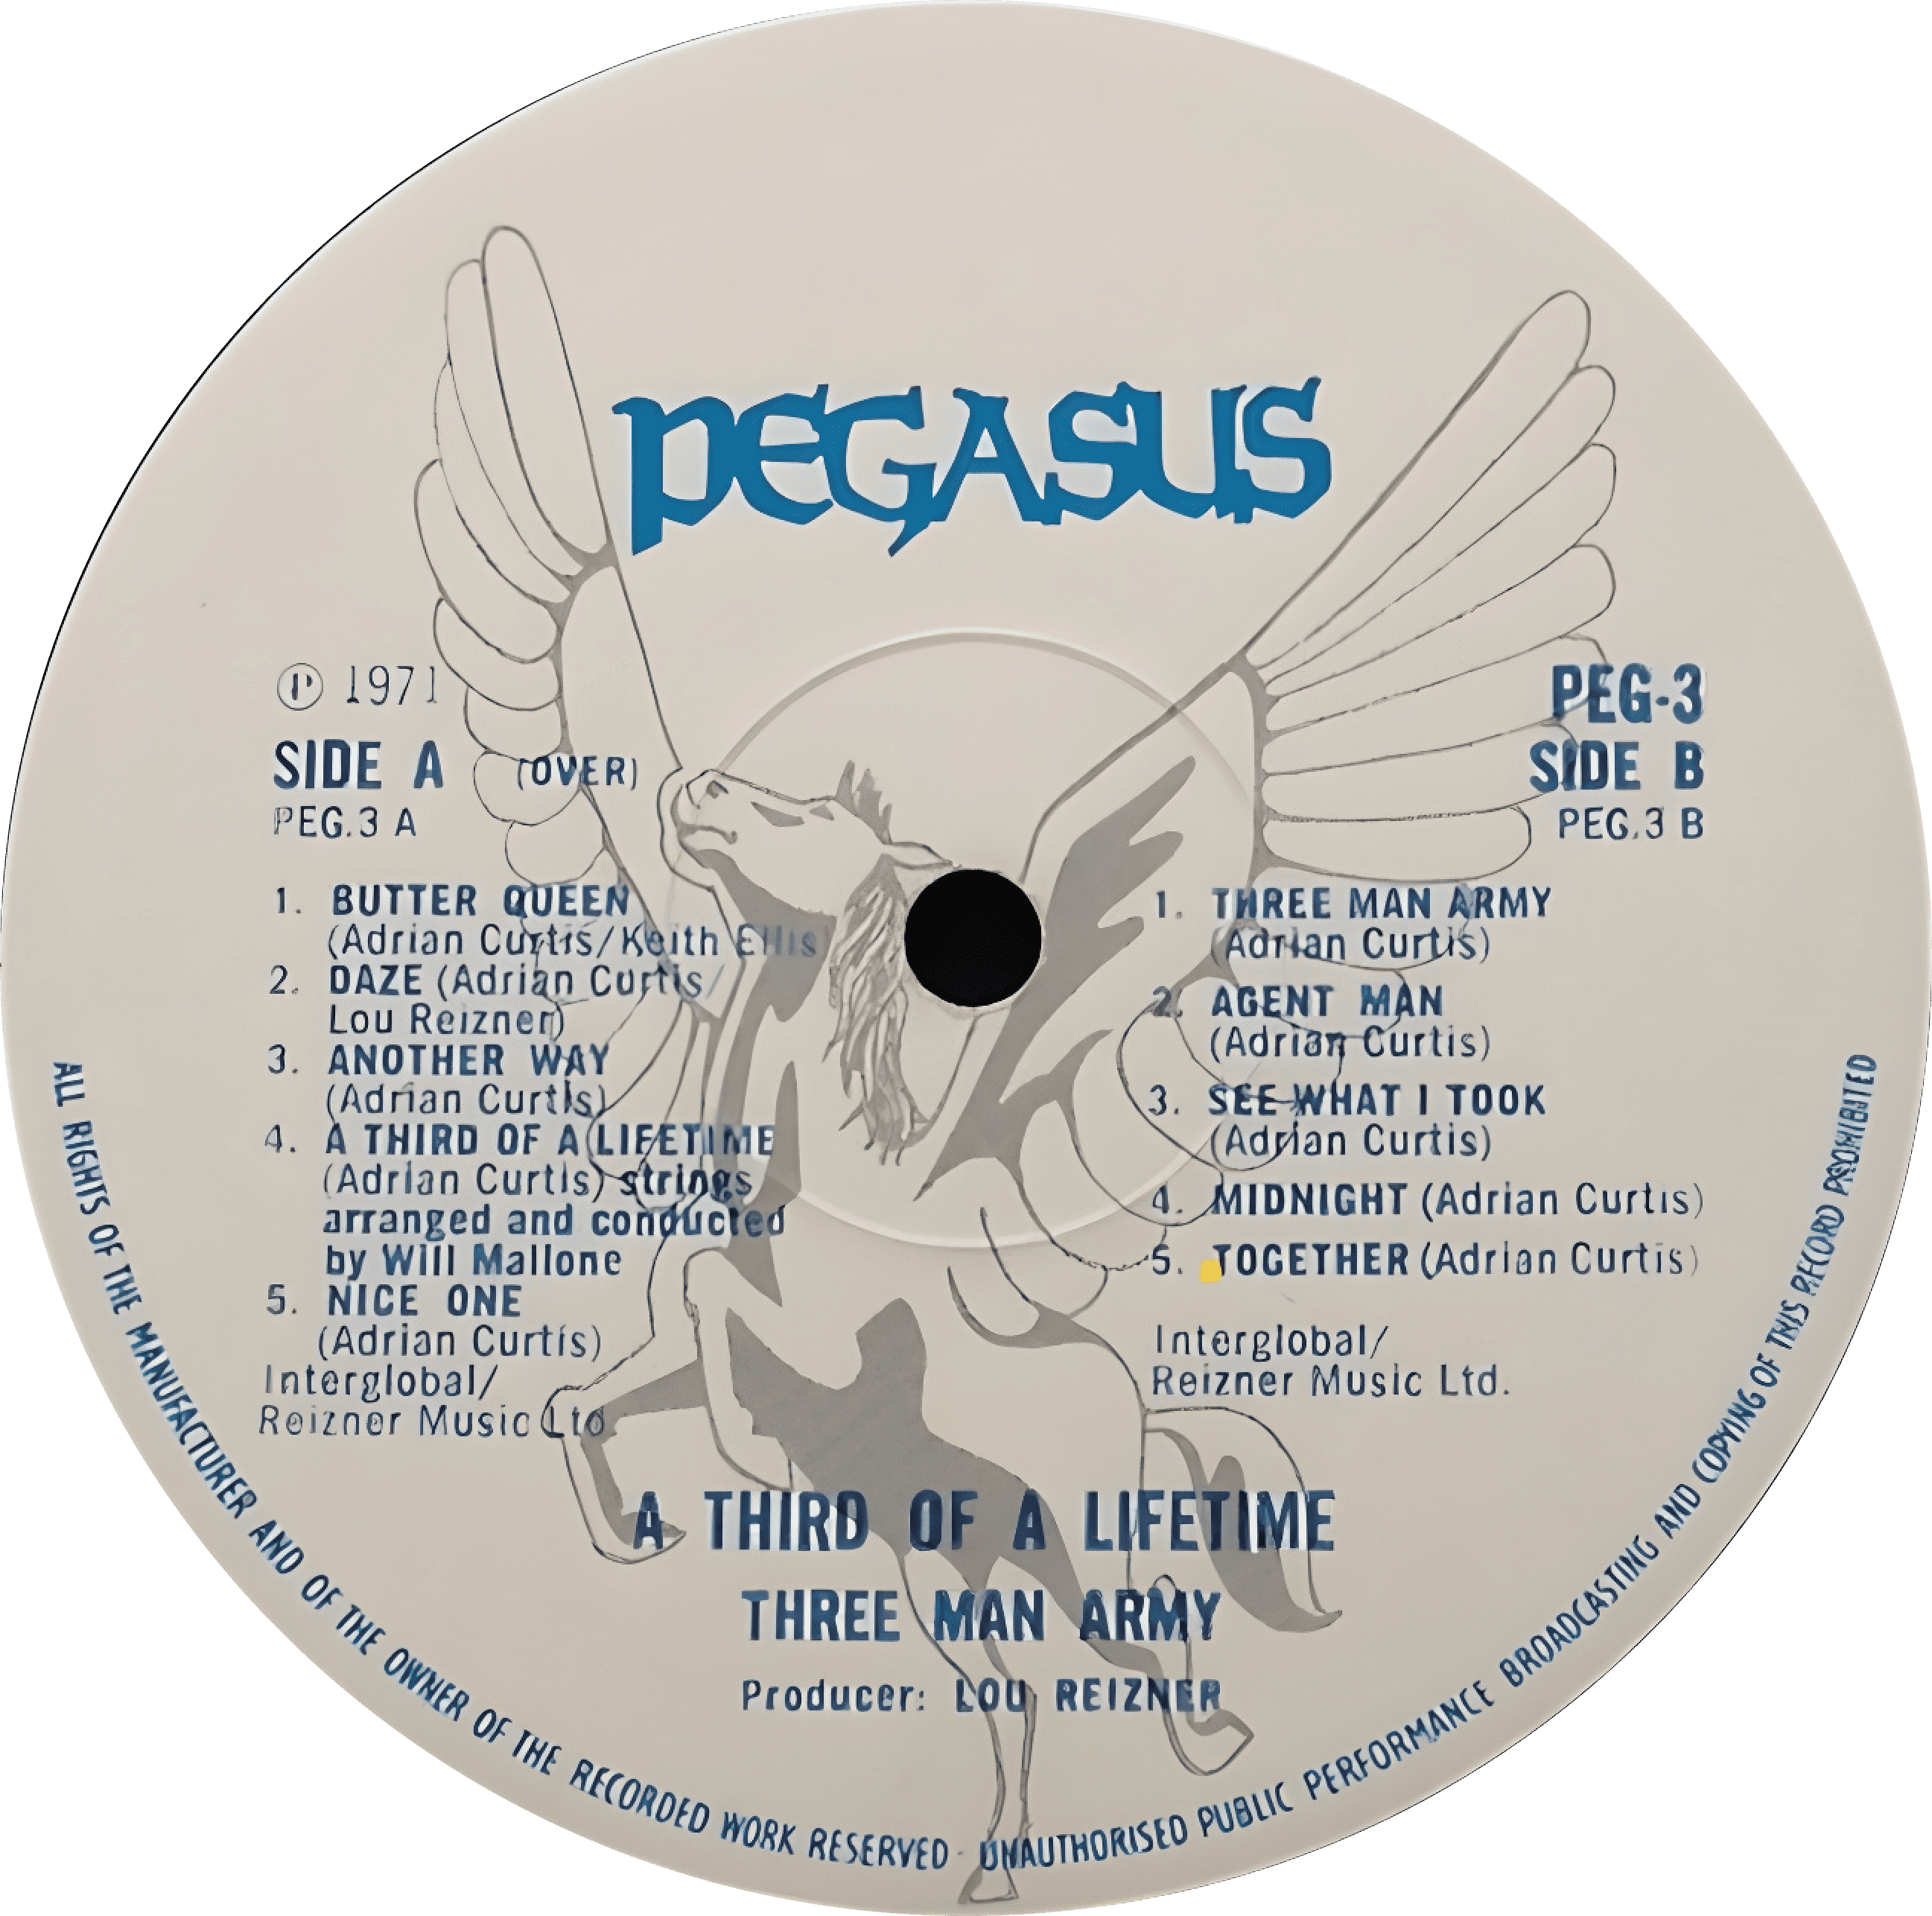 PEGASUS
Ⓟ 1971
SIDE A (OVER)
PEG.3 A
1. BUTTER QUEEN
(Adrian Curtis/Keith Ellis)
2. DAZE (Adrian Curtis/
Lou Reizner)
3. ANOTHER WAY
(Adrian Curtis)
4. A THIRD OF A LIFETIME
(Adrian Curtis) strings
arranged and conducted
by Will Mallone
5. NICE ONE
(Adrian Curtis)
Interglobal/
Reizner Music Ltd
PEG-3
SIDE B
PEG.3 B
1. THREE MAN ARMY
(Adrian Curtis)
2. AGENT MAN
(Adrian Curtis)
3. SEE WHAT I TOOK
(Adrian Curtis)
4. MIDNIGHT (Adrian Curtis)
5. TOGETHER (Adrian Curtis)
Interglobal/
Reizner Music Ltd.
A THIRD OF A LIFETIME
THREE MAN ARMY
Producer: LOU REIZNER
ALL RIGHTS OF THE MANUFACTURER AND OF THE OWNER OF THE RECORDED WORK RESERVED · UNAUTHORISED PUBLIC PERFORMANCE BROADCASTING AND COPYING OF THIS RECORD PROHIBITED